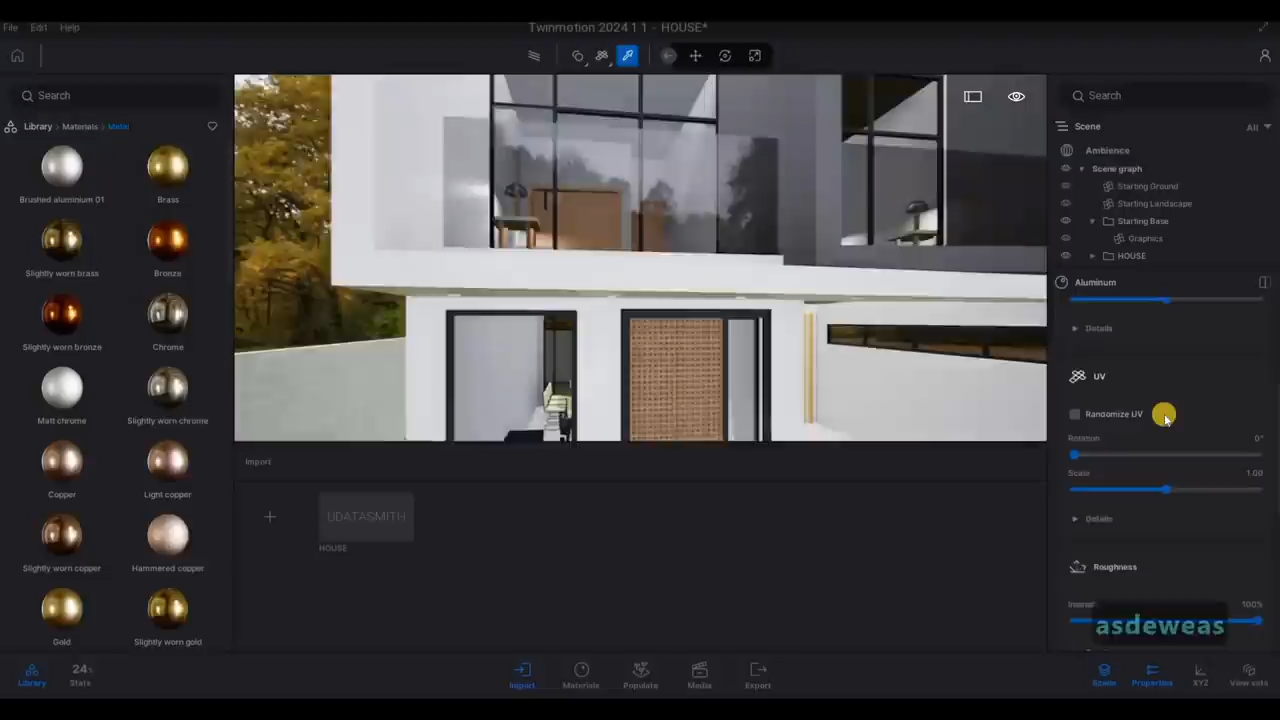 Twinmotion 2024 1 1 - HOUSE*
File Edit Help
Search
Library > Materials > Metal
Brushed aluminium 01
Brass
Slightly worn brass
Bronze
Slightly worn bronze
Chrome
Matt chrome
Slightly worn chrome
Copper
Light copper
Slightly worn copper
Hammered copper
Gold
Slightly worn gold
Import
UDATASMITH
HOUSE
Search
Scene
All
Ambience
Scene graph
Starting Ground
Starting Landscape
Starting Base
Graphics
HOUSE
Aluminum
Details
UV
Randomize UV
Rotation 0°
Scale 1.00
Details
Roughness
100%
asdeweas
Library
24%
Stats
Import
Materials
Populate
Media
Export
Scene
Properties
XYZ
View sets